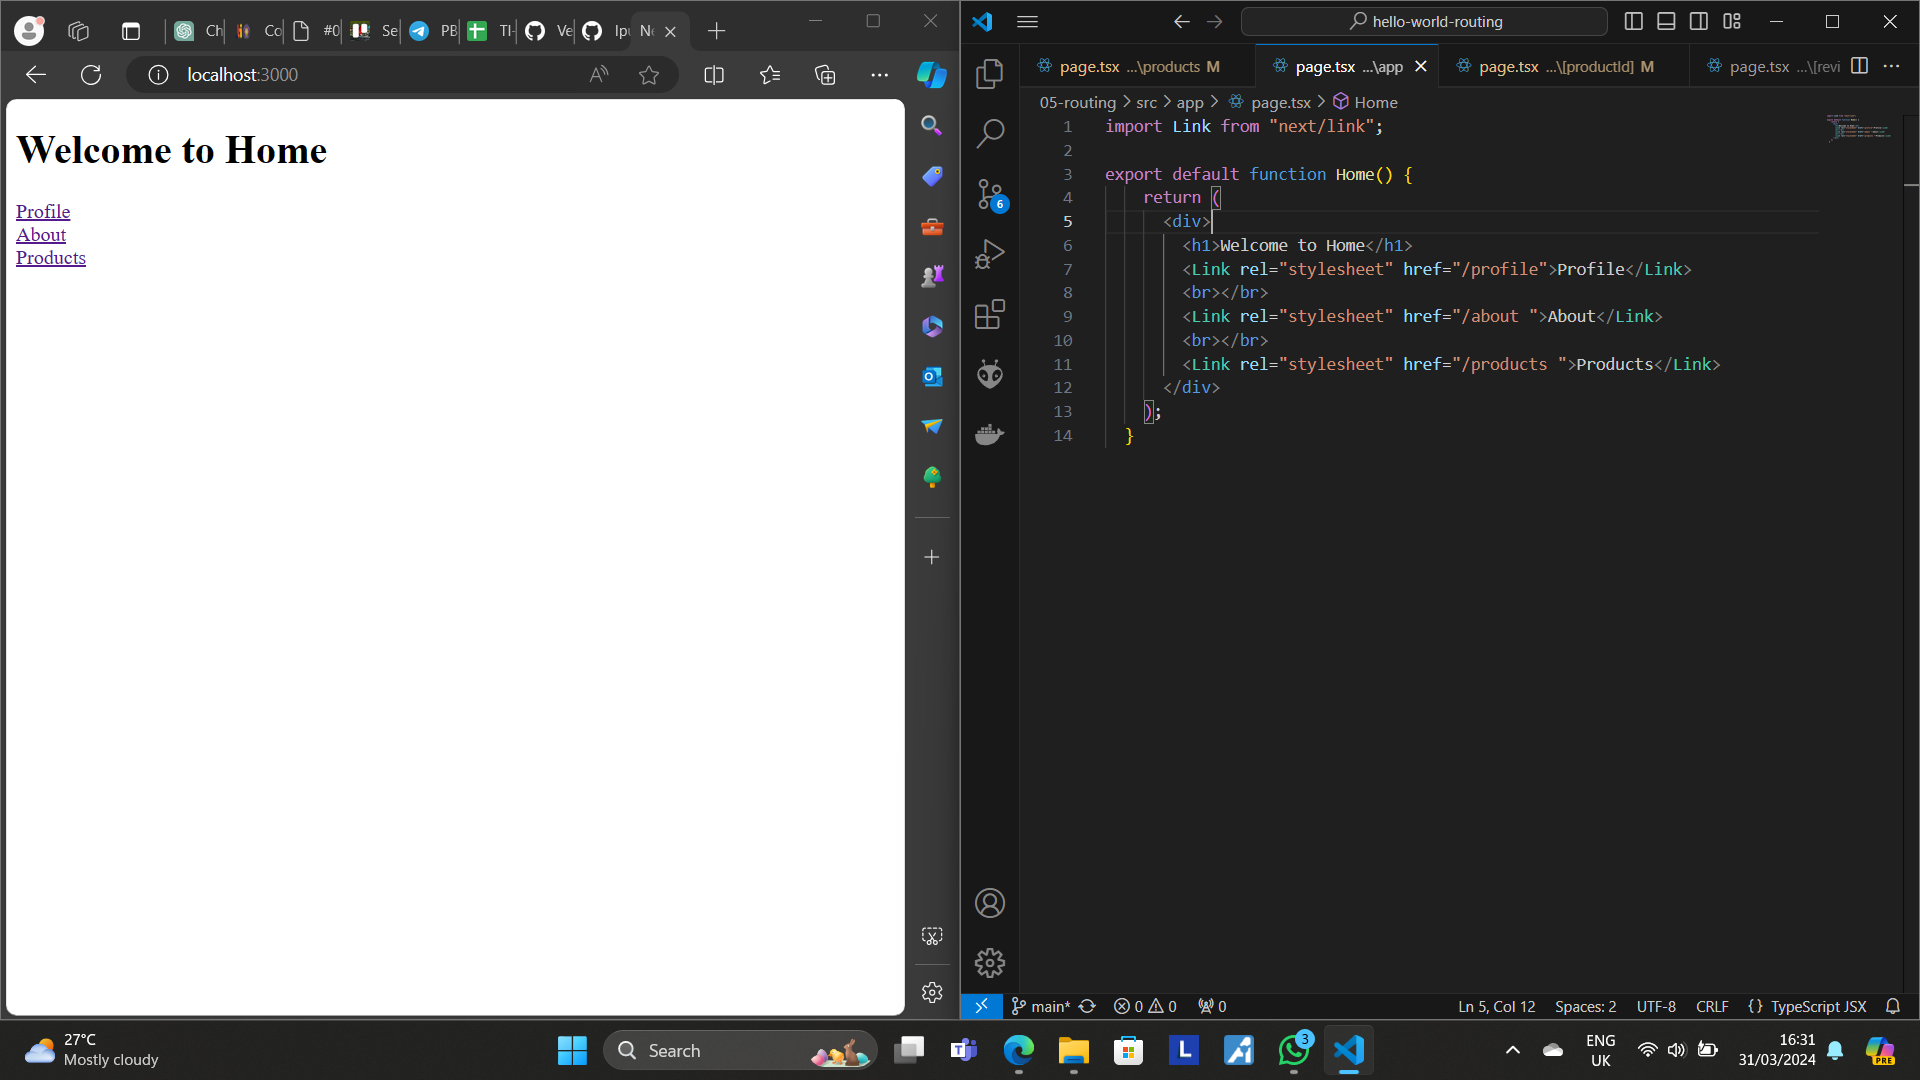 Ch
Co
#0
Se
PB
TI-
Ve
Ipu
Ne
localhost:3000
Welcome to Home
Profile
About
Products
hello-world-routing
page.tsx ...\products M
page.tsx ...\app
page.tsx ...\[productId] M
page.tsx ...\[revi
05-routing > src > app > page.tsx > Home
1 import Link from "next/link";
2
3 export default function Home() {
4 return (
5 <div>
6 <h1>Welcome to Home</h1>
7 <Link rel="stylesheet" href="/profile">Profile</Link>
8 <br></br>
9 <Link rel="stylesheet" href="/about ">About</Link>
10 <br></br>
11 <Link rel="stylesheet" href="/products ">Products</Link>
12 </div>
13 );
14 }
6
main* 0 0 0
Ln 5, Col 12 Spaces: 2 UTF-8 CRLF {} TypeScript JSX
27°C
Mostly cloudy
Search
L
3
ENG
UK
16:31
31/03/2024
PRE